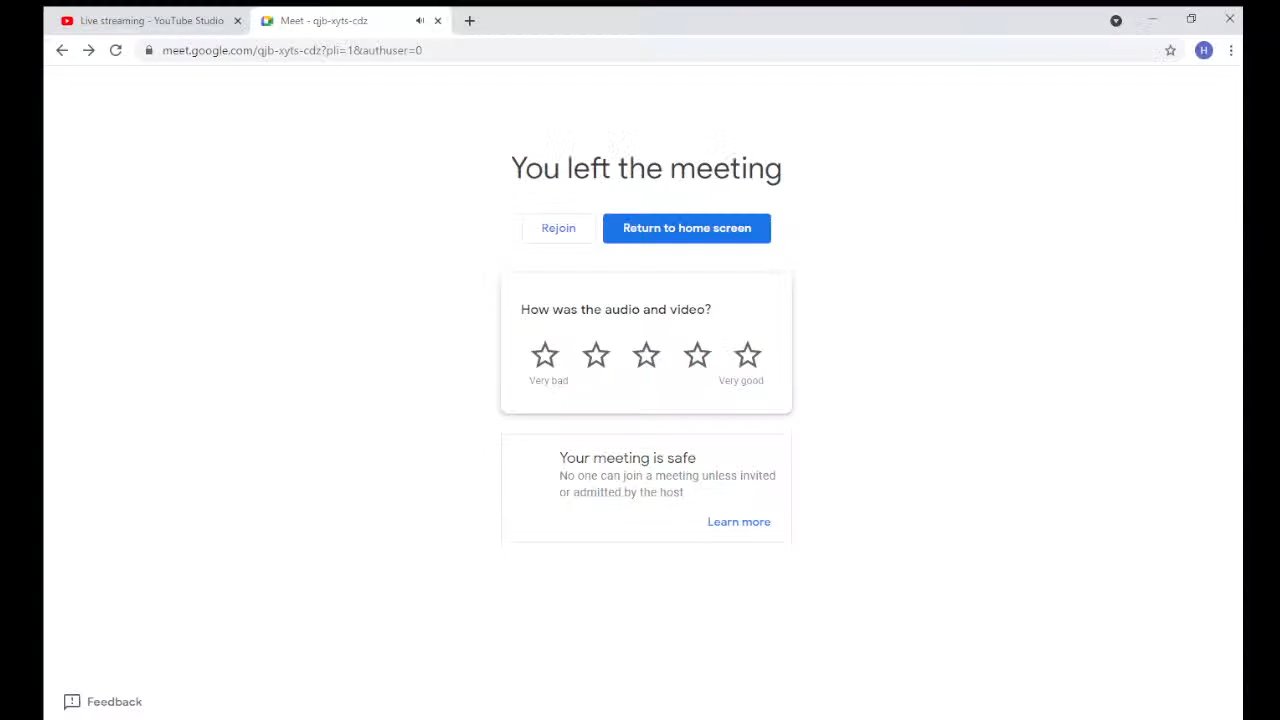 Live streaming - YouTube Studio
Meet - qjb-xyts-cdz
meet.google.com/qjb-xyts-cdz?pli=1&authuser=0
H
You left the meeting
Rejoin
Return to home screen
How was the audio and video?
Very bad
Very good
Your meeting is safe
No one can join a meeting unless invited
or admitted by the host
Learn more
Feedback